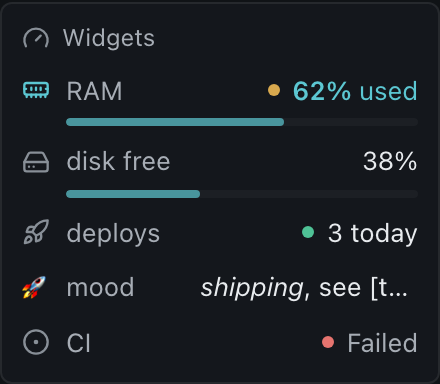 Widgets
RAM 62% used
disk free 38%
deploys 3 today
mood shipping, see [t...
CI Failed